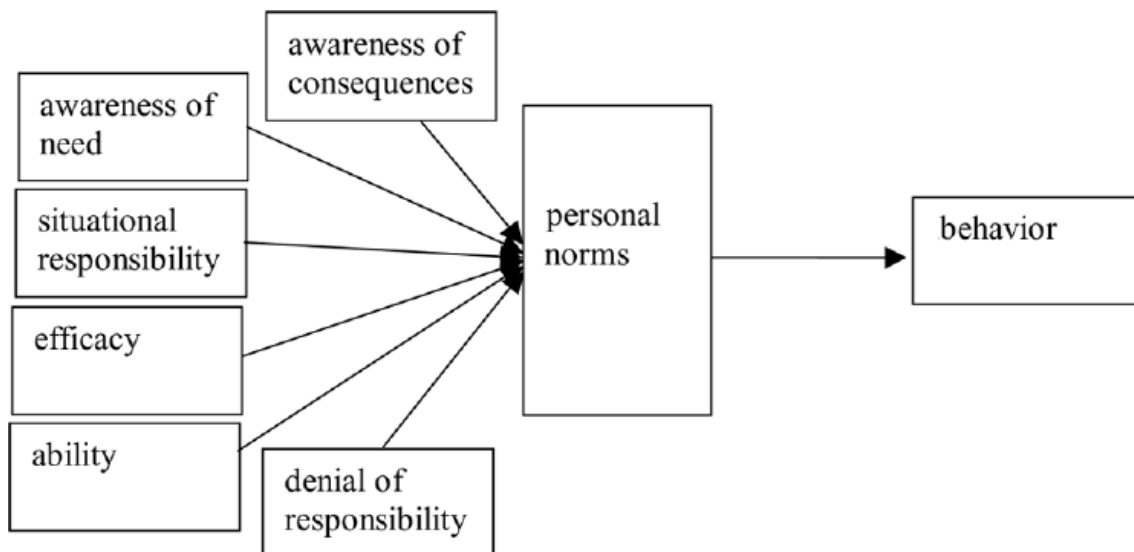 awareness of
consequences
awareness of
need
situational
responsibility
efficacy
ability
denial of
responsibility
personal
norms
behavior